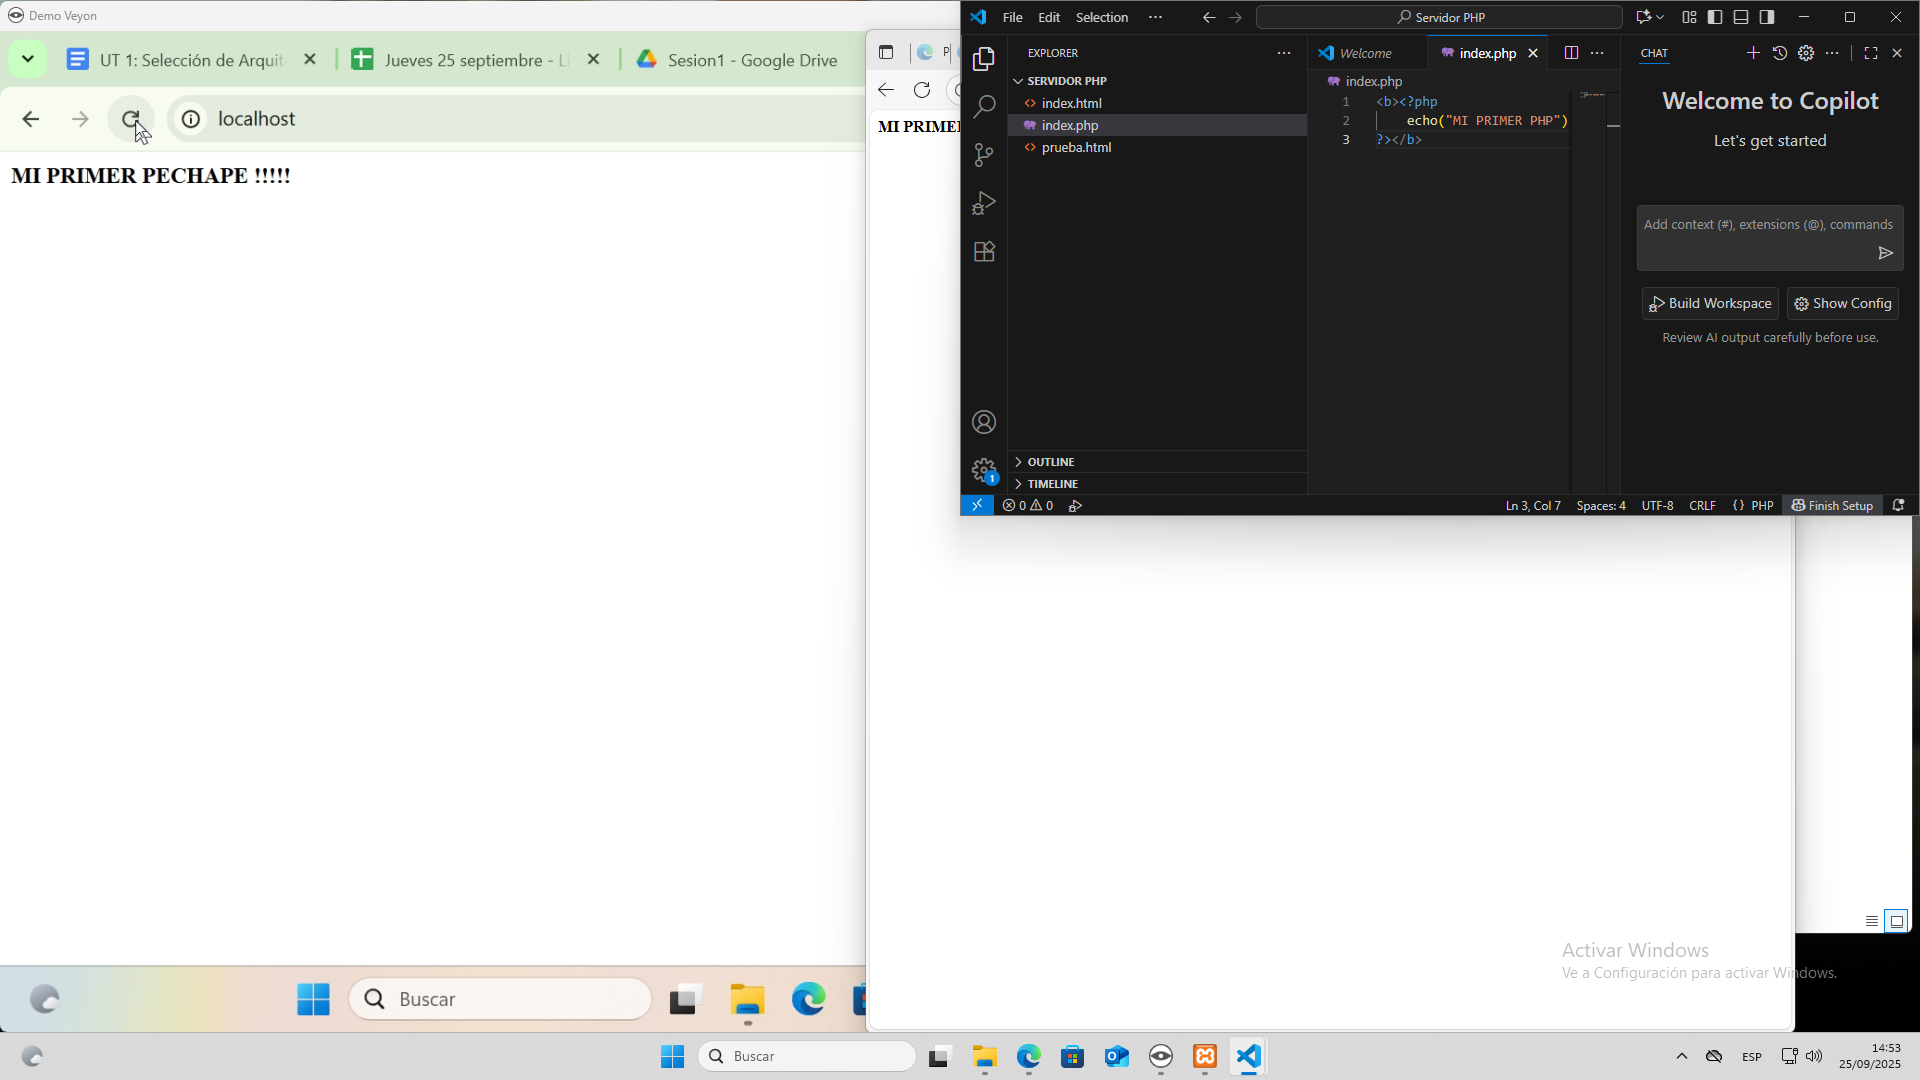 Demo Veyon
UT 1: Selección de Arquit
Jueves 25 septiembre - Li
Sesion1 - Google Drive
localhost
MI PRIMER PECHAPE !!!!!
Buscar
P
MI PRIMER
File Edit Selection
Servidor PHP
EXPLORER
SERVIDOR PHP
index.html
index.php
prueba.html
OUTLINE
TIMELINE
Welcome
index.php
index.php
1 <b><?php
2 echo("MI PRIMER PHP")
3 ?></b>
CHAT
Welcome to Copilot
Let's get started
Add context (#), extensions (@), commands
Build Workspace
Show Config
Review AI output carefully before use.
1
0 0
Ln 3, Col 7 Spaces: 4 UTF-8 CRLF {} PHP Finish Setup
Activar Windows
Ve a Configuración para activar Windows.
Buscar
ESP
14:53
25/09/2025